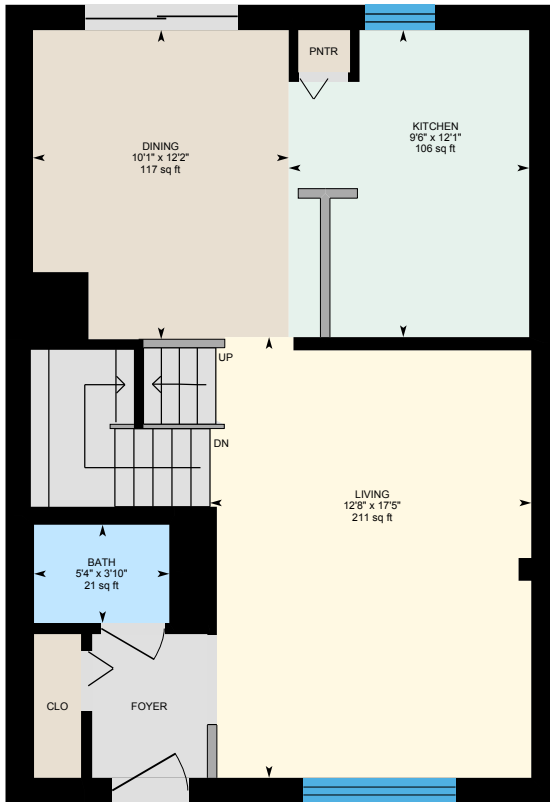 PNTR
DINING
10'1" x 12'2"
117 sq ft
KITCHEN
9'6" x 12'1"
106 sq ft
UP
DN
LIVING
12'8" x 17'5"
211 sq ft
BATH
5'4" x 3'10"
21 sq ft
CLO
FOYER